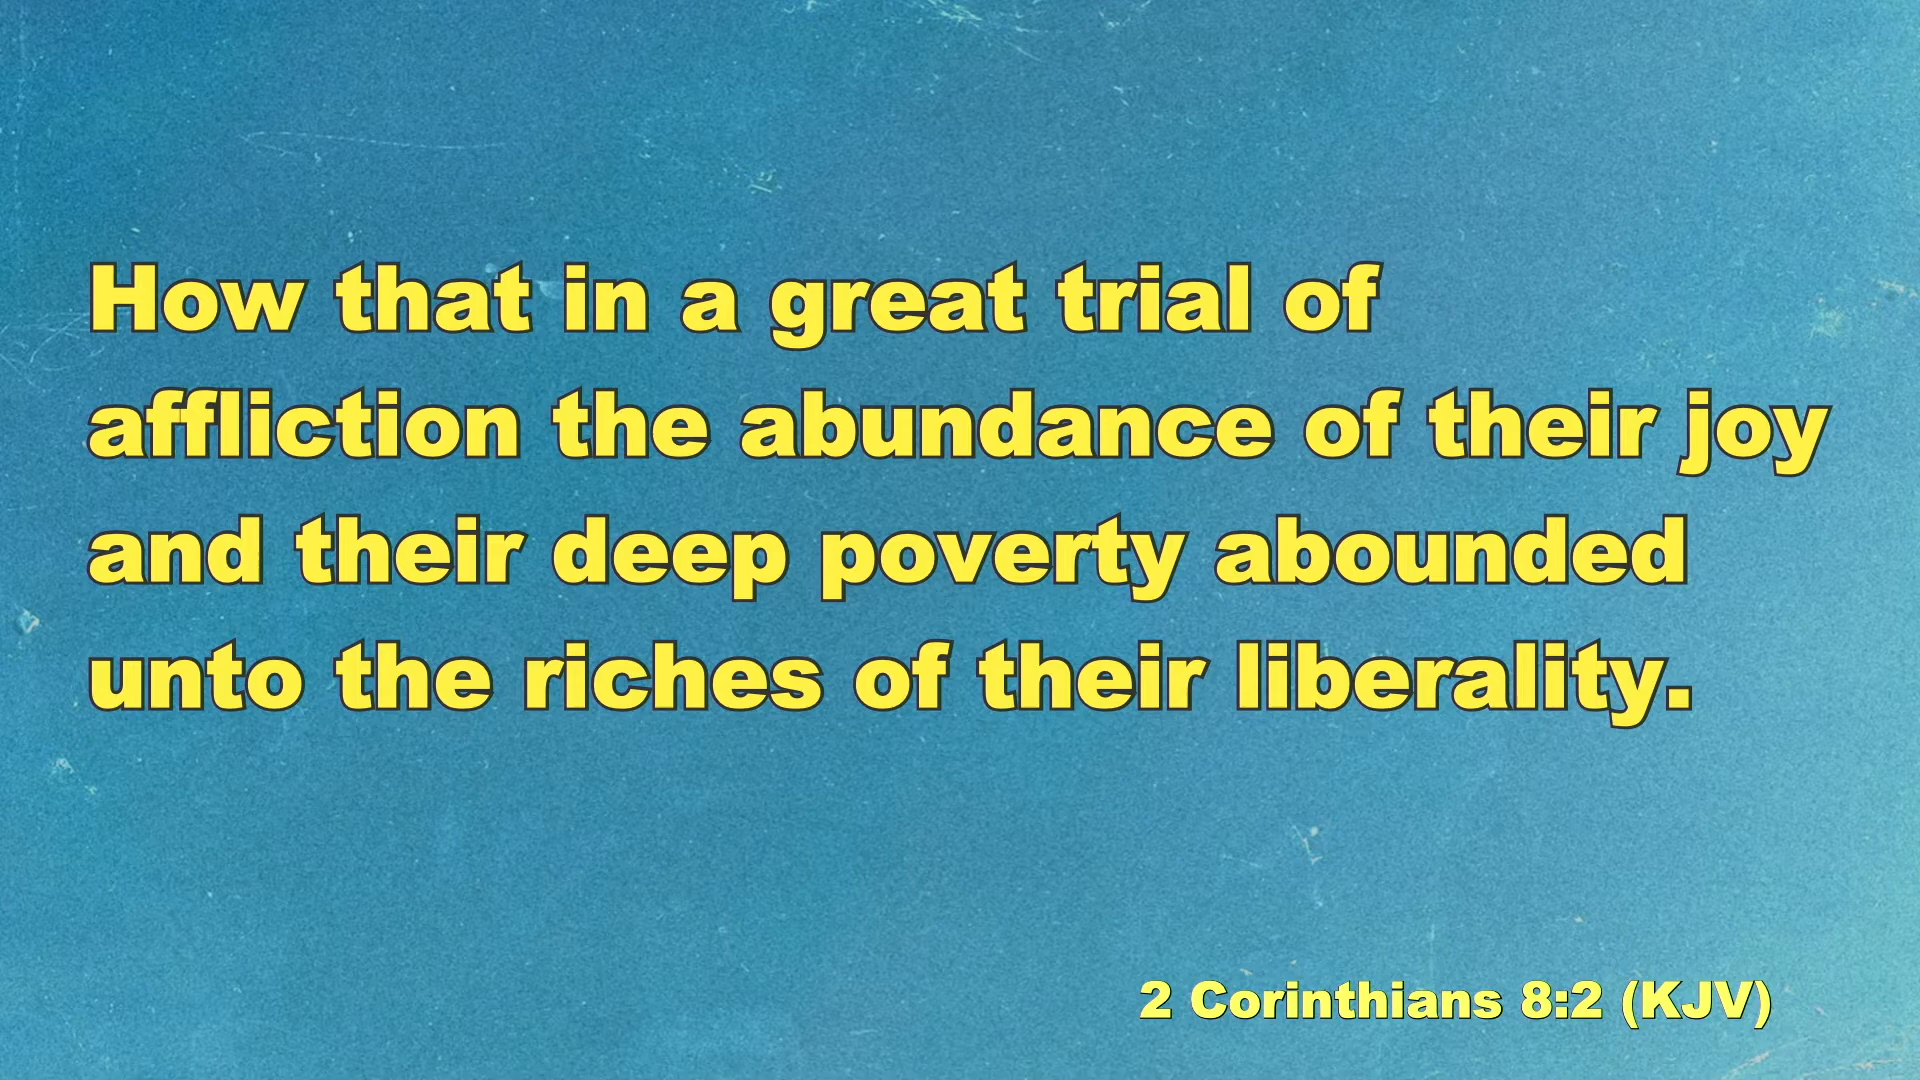 How that in a great trial of
affliction the abundance of their joy
and their deep poverty abounded
unto the riches of their liberality.
2 Corinthians 8:2 (KJV)